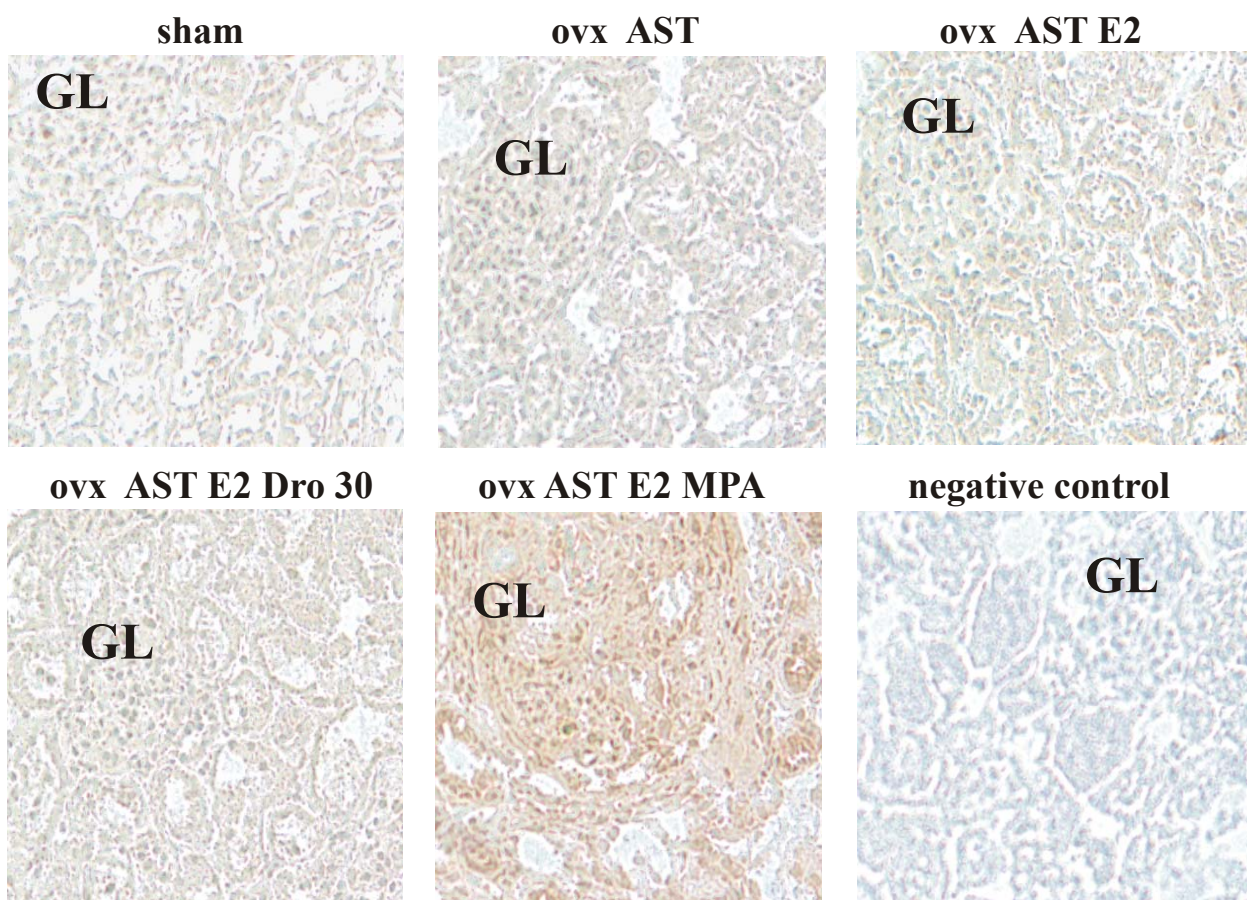 sham
ovx AST
ovx AST E2
GL
GL
GL
ovx AST E2 Dro 30
ovx AST E2 MPA
negative control
GL
GL
GL